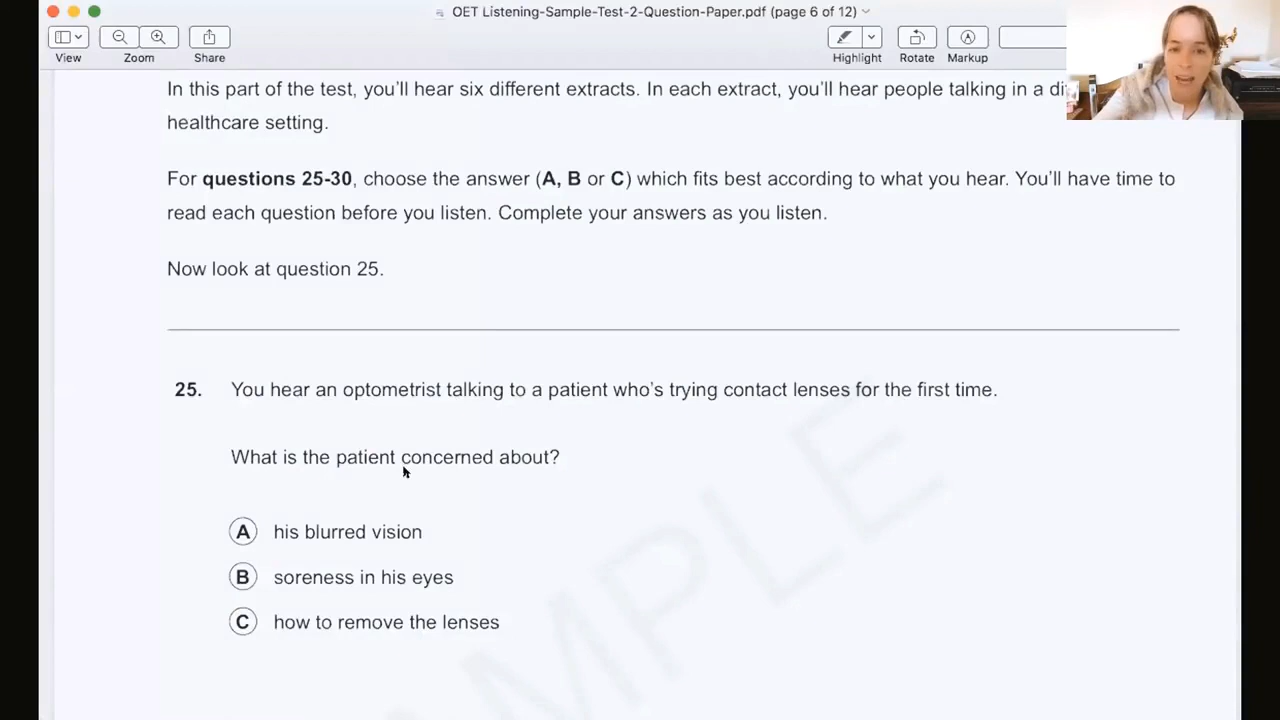 OET Listening-Sample-Test-2-Question-Paper.pdf (page 6 of 12)
View
Zoom
Share
Highlight
Rotate
Markup
In this part of the test, you'll hear six different extracts. In each extract, you'll hear people talking in a di
healthcare setting.
For questions 25-30, choose the answer (A, B or C) which fits best according to what you hear. You'll have time to
read each question before you listen. Complete your answers as you listen.
Now look at question 25.
25. You hear an optometrist talking to a patient who's trying contact lenses for the first time.
What is the patient concerned about?
A his blurred vision
B soreness in his eyes
C how to remove the lenses
AMPLE